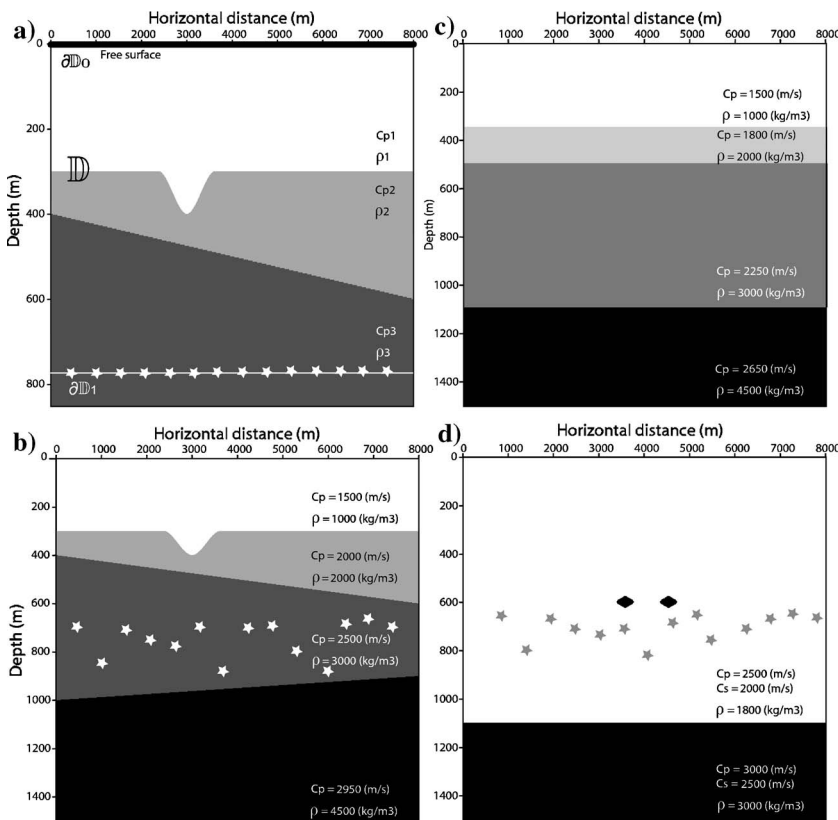 a)
Horizontal distance (m)
0 1000 2000 3000 4000 5000 6000 7000 8000
∂𝔻0 Free surface
Depth (m)
0
200
400
600
800
𝔻
Cp1
ρ1
Cp2
ρ2
Cp3
ρ3
∂𝔻1
c)
Horizontal distance (m)
0 1000 2000 3000 4000 5000 6000 7000 8000
Depth (m)
0
200
400
600
800
1000
1200
1400
Cp = 1500 (m/s)
ρ = 1000 (kg/m3)
Cp = 1800 (m/s)
ρ = 2000 (kg/m3)
Cp = 2250 (m/s)
ρ = 3000 (kg/m3)
Cp = 2650 (m/s)
ρ = 4500 (kg/m3)
b)
Horizontal distance (m)
0 1000 2000 3000 4000 5000 6000 7000 8000
Depth (m)
0
200
400
600
800
1000
1200
1400
Cp = 1500 (m/s)
ρ = 1000 (kg/m3)
Cp = 2000 (m/s)
ρ = 2000 (kg/m3)
Cp = 2500 (m/s)
ρ = 3000 (kg/m3)
Cp = 2950 (m/s)
ρ = 4500 (kg/m3)
d)
Horizontal distance (m)
0 1000 2000 3000 4000 5000 6000 7000 8000
0
200
400
600
800
1000
1200
1400
Cp = 2500 (m/s)
Cs = 2000 (m/s)
ρ = 1800 (kg/m3)
Cp = 3000 (m/s)
Cs = 2500 (m/s)
ρ = 3000 (kg/m3)